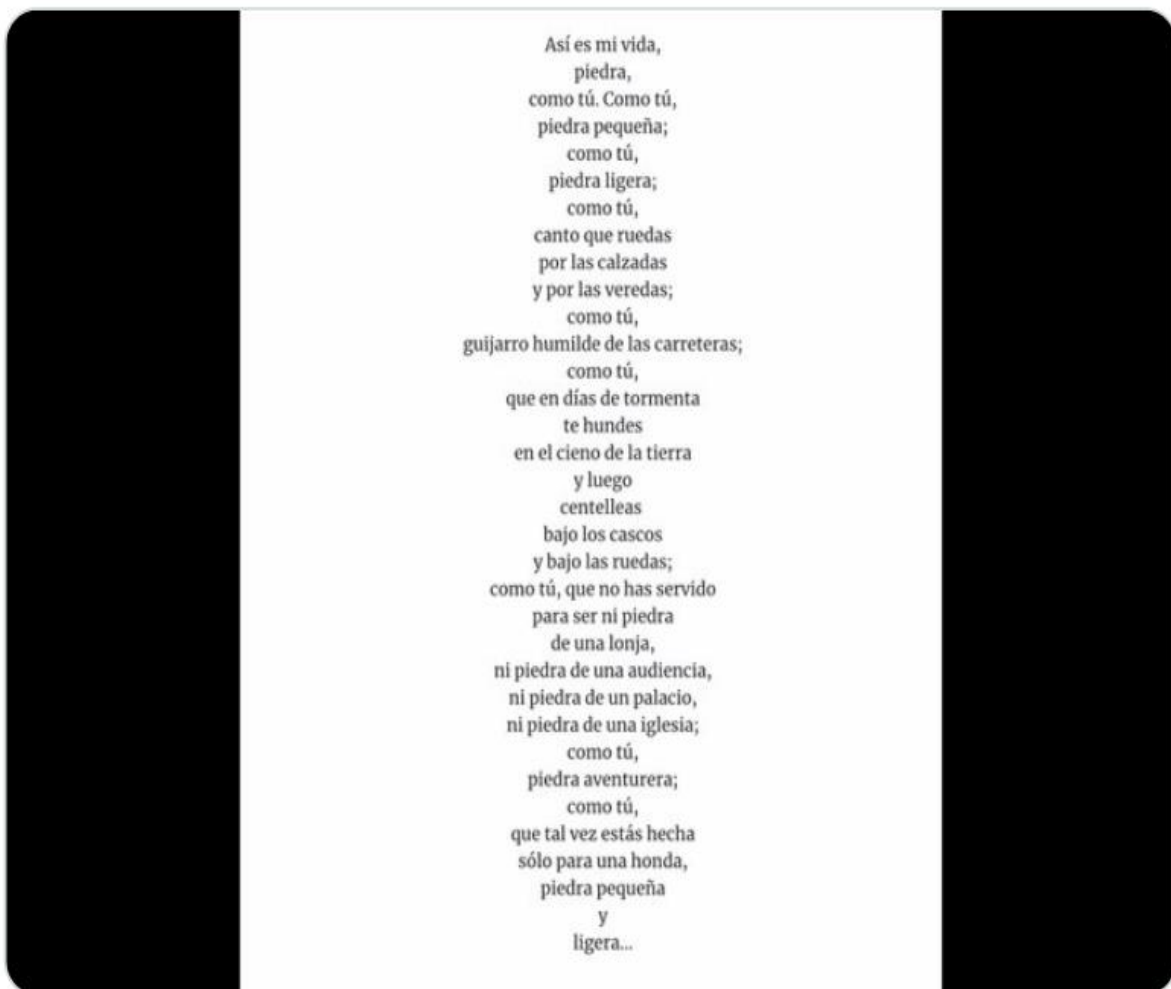 Así es mi vida,
piedra,
como tú. Como tú,
piedra pequeña;
como tú,
piedra ligera;
como tú,
canto que ruedas
por las calzadas
y por las veredas;
como tú,
guijarro humilde de las carreteras;
como tú,
que en días de tormenta
te hundes
en el cieno de la tierra
y luego
centelleas
bajo los cascos
y bajo las ruedas;
como tú, que no has servido
para ser ni piedra
de una lonja,
ni piedra de una audiencia,
ni piedra de un palacio,
ni piedra de una iglesia;
como tú,
piedra aventurera;
como tú,
que tal vez estás hecha
sólo para una honda,
piedra pequeña
y
ligera...